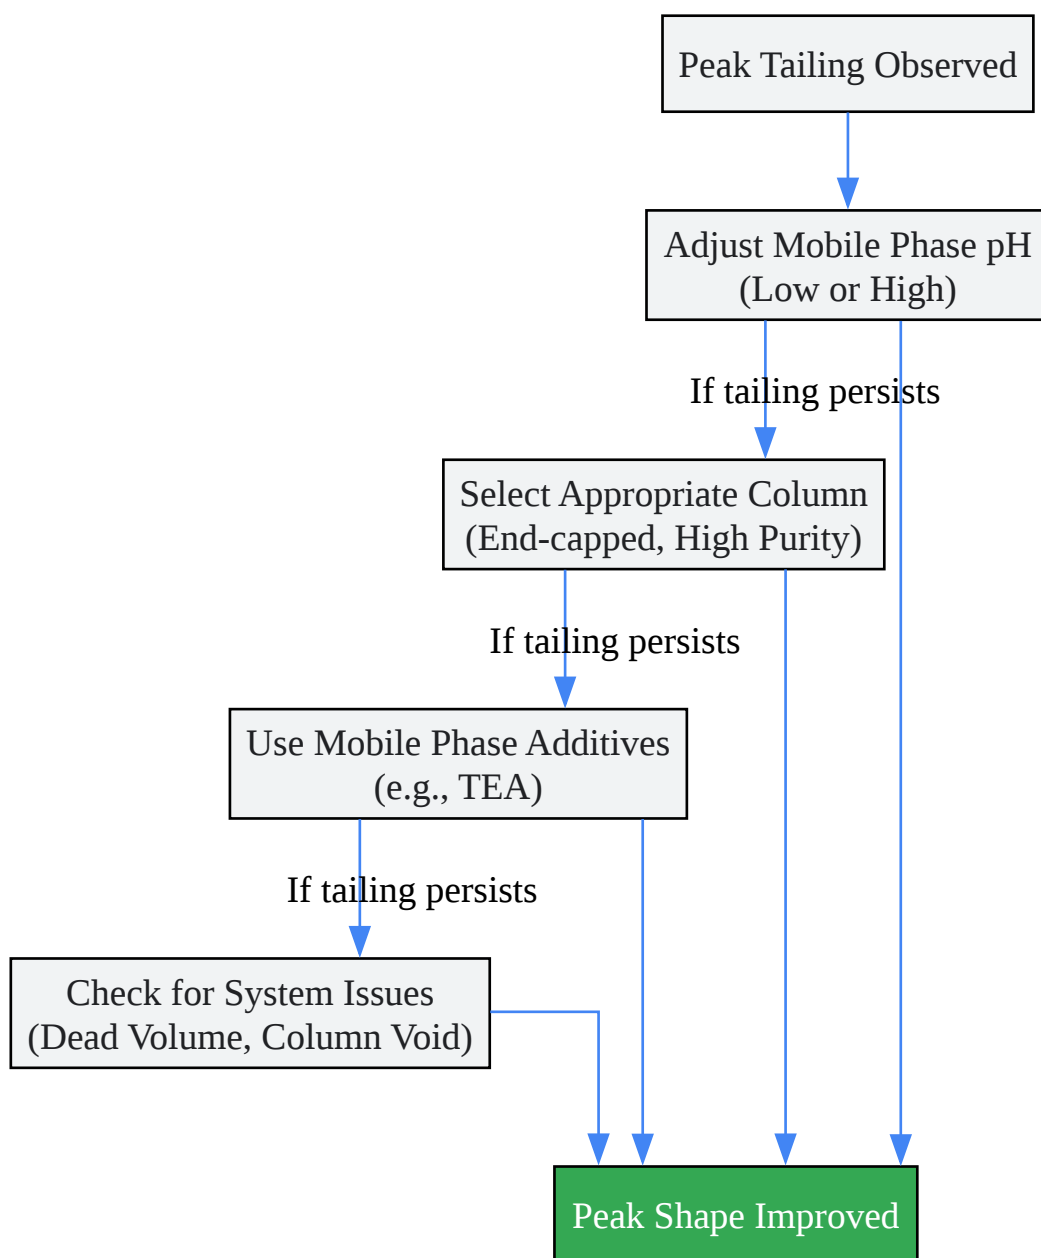 Peak Tailing Observed
Adjust Mobile Phase pH
(Low or High)
If tailing persists
Select Appropriate Column
(End-capped, High Purity)
If tailing persists
Use Mobile Phase Additives
(e.g., TEA)
If tailing persists
Check for System Issues
(Dead Volume, Column Void)
Peak Shape Improved